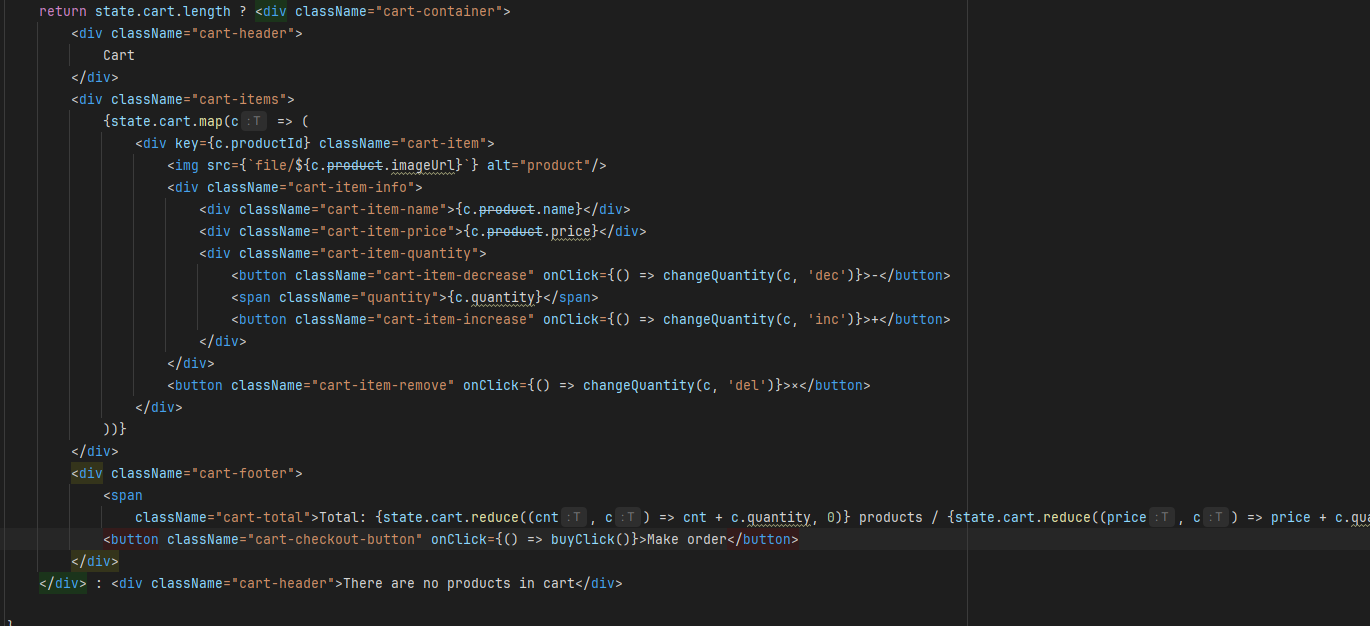 return state.cart.length ? <div className="cart-container">
<div className="cart-header">
Cart
</div>
<div className="cart-items">
{state.cart.map(c :T => (
<div key={c.productId} className="cart-item">
<img src={`file/${c.product.imageUrl}`} alt="product"/>
<div className="cart-item-info">
<div className="cart-item-name">{c.product.name}</div>
<div className="cart-item-price">{c.product.price}</div>
<div className="cart-item-quantity">
<button className="cart-item-decrease" onClick={() => changeQuantity(c, 'dec')}>-</button>
<span className="quantity">{c.quantity}</span>
<button className="cart-item-increase" onClick={() => changeQuantity(c, 'inc')}>+</button>
</div>
</div>
<button className="cart-item-remove" onClick={() => changeQuantity(c, 'del')}>×</button>
</div>
))}
</div>
<div className="cart-footer">
<span
className="cart-total">Total: {state.cart.reduce((cnt :T , c :T ) => cnt + c.quantity, 0)} products / {state.cart.reduce((price :T , c :T ) => price + c.qua
<button className="cart-checkout-button" onClick={() => buyClick()}>Make order</button>
</div>
</div> : <div className="cart-header">There are no products in cart</div>